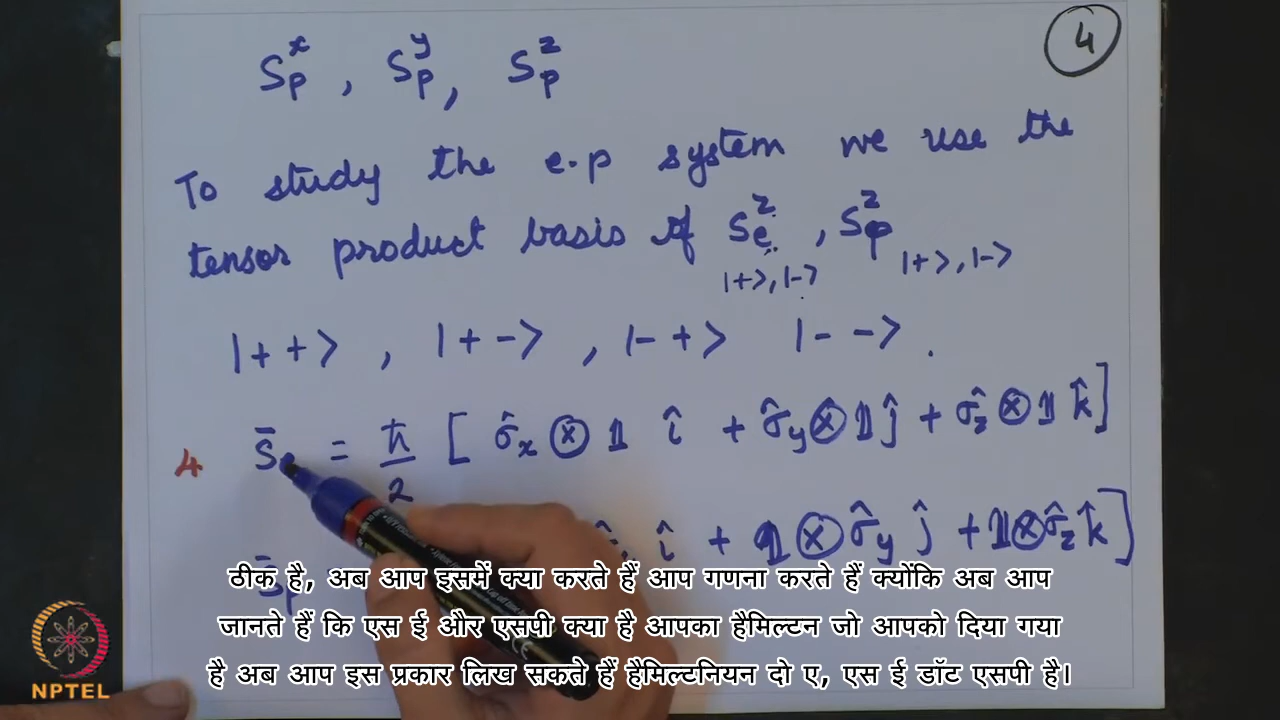 4
S_p^x , S_p^y , S_p^z
To study the e.p system we use the
tensor product basis of S_e^z , S_p^z
|+>,|-> |+>,|->
|++> , |+-> , |-+> |--> .
4 S̄_e = ħ/2 [ σ̂_x ⊗ 𝟙 î + σ̂_y ⊗ 𝟙 ĵ + σ̂_z ⊗ 𝟙 k̂ ]
S̄_p î + 𝟙 ⊗ σ̂_y ĵ + 𝟙 ⊗ σ̂_z k̂ ]
ठीक है, अब आप इसमें क्या करते हैं आप गणना करते हैं क्योंकि अब आप
जानते हैं कि एस ई और एसपी क्या है आपका हैमिल्टन जो आपको दिया गया
है अब आप इस प्रकार लिख सकते हैं हैमिल्टनियन दो ए, एस ई डॉट एसपी है।
NPTEL